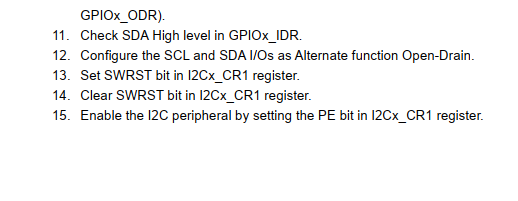 GPIOx_ODR).
11. Check SDA High level in GPIOx_IDR.
12. Configure the SCL and SDA I/Os as Alternate function Open-Drain.
13. Set SWRST bit in I2Cx_CR1 register.
14. Clear SWRST bit in I2Cx_CR1 register.
15. Enable the I2C peripheral by setting the PE bit in I2Cx_CR1 register.